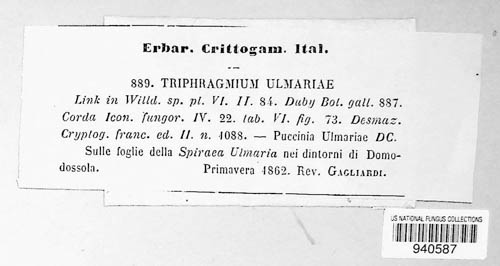 Erbar. Crittogam. Ital.
889. TRIPHRAGMIUM ULMARIAE
Link in Willd. sp. pl. VI. II. 84. Duby Bot. gall. 887.
Corda Icon. fungor. IV. 22. tab. VI. fig. 73. Desmaz.
Cryptog. franc. ed. II. n. 1088. — Puccinia Ulmariae DC.
Sulle foglie della Spiraea Ulmaria nei dintorni di Domo-
dossola. Primavera 1862. Rev. GAGLIARDI.
US NATIONAL FUNGUS COLLECTIONS
940587